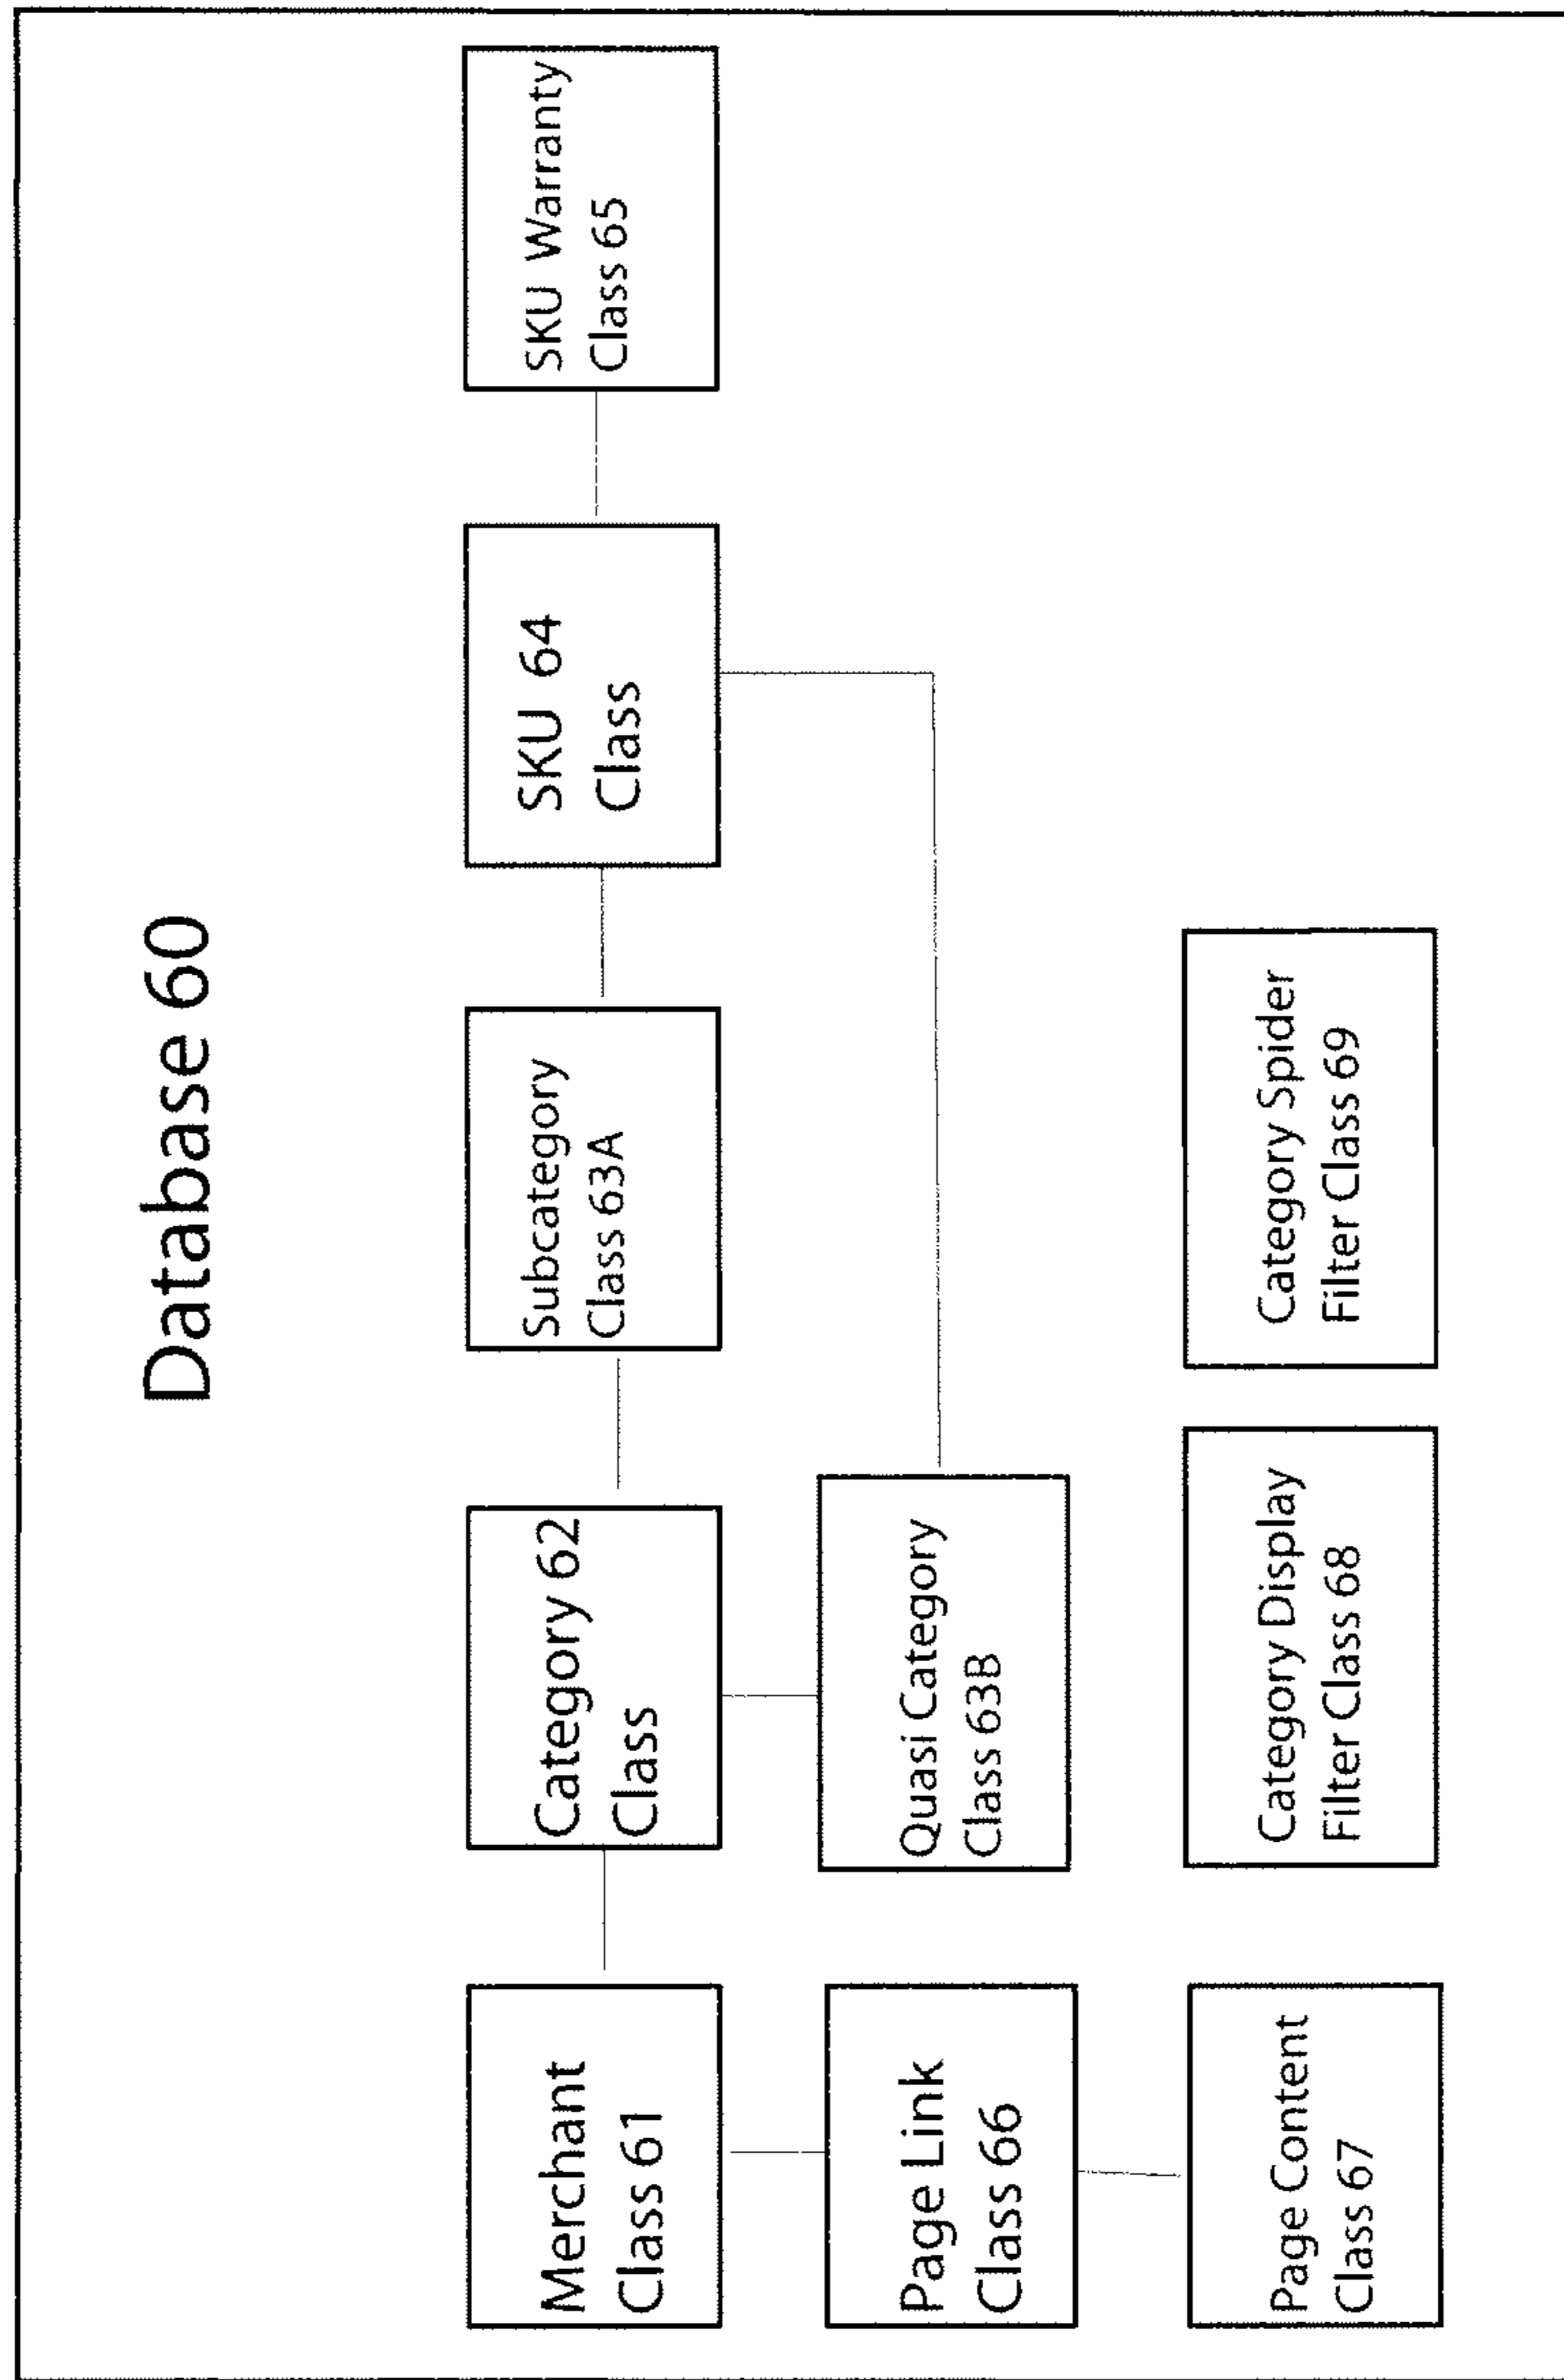 Database 60
Merchant
Class 61
Category 62
Class
Subcategory
Class 63A
SKU 64
Class
SKU Warranty
Class 65
Page Link
Class 66
Quasi Category
Class 63B
Page Content
Class 67
Category Display
Filter Class 68
Category Spider
Filter Class 69